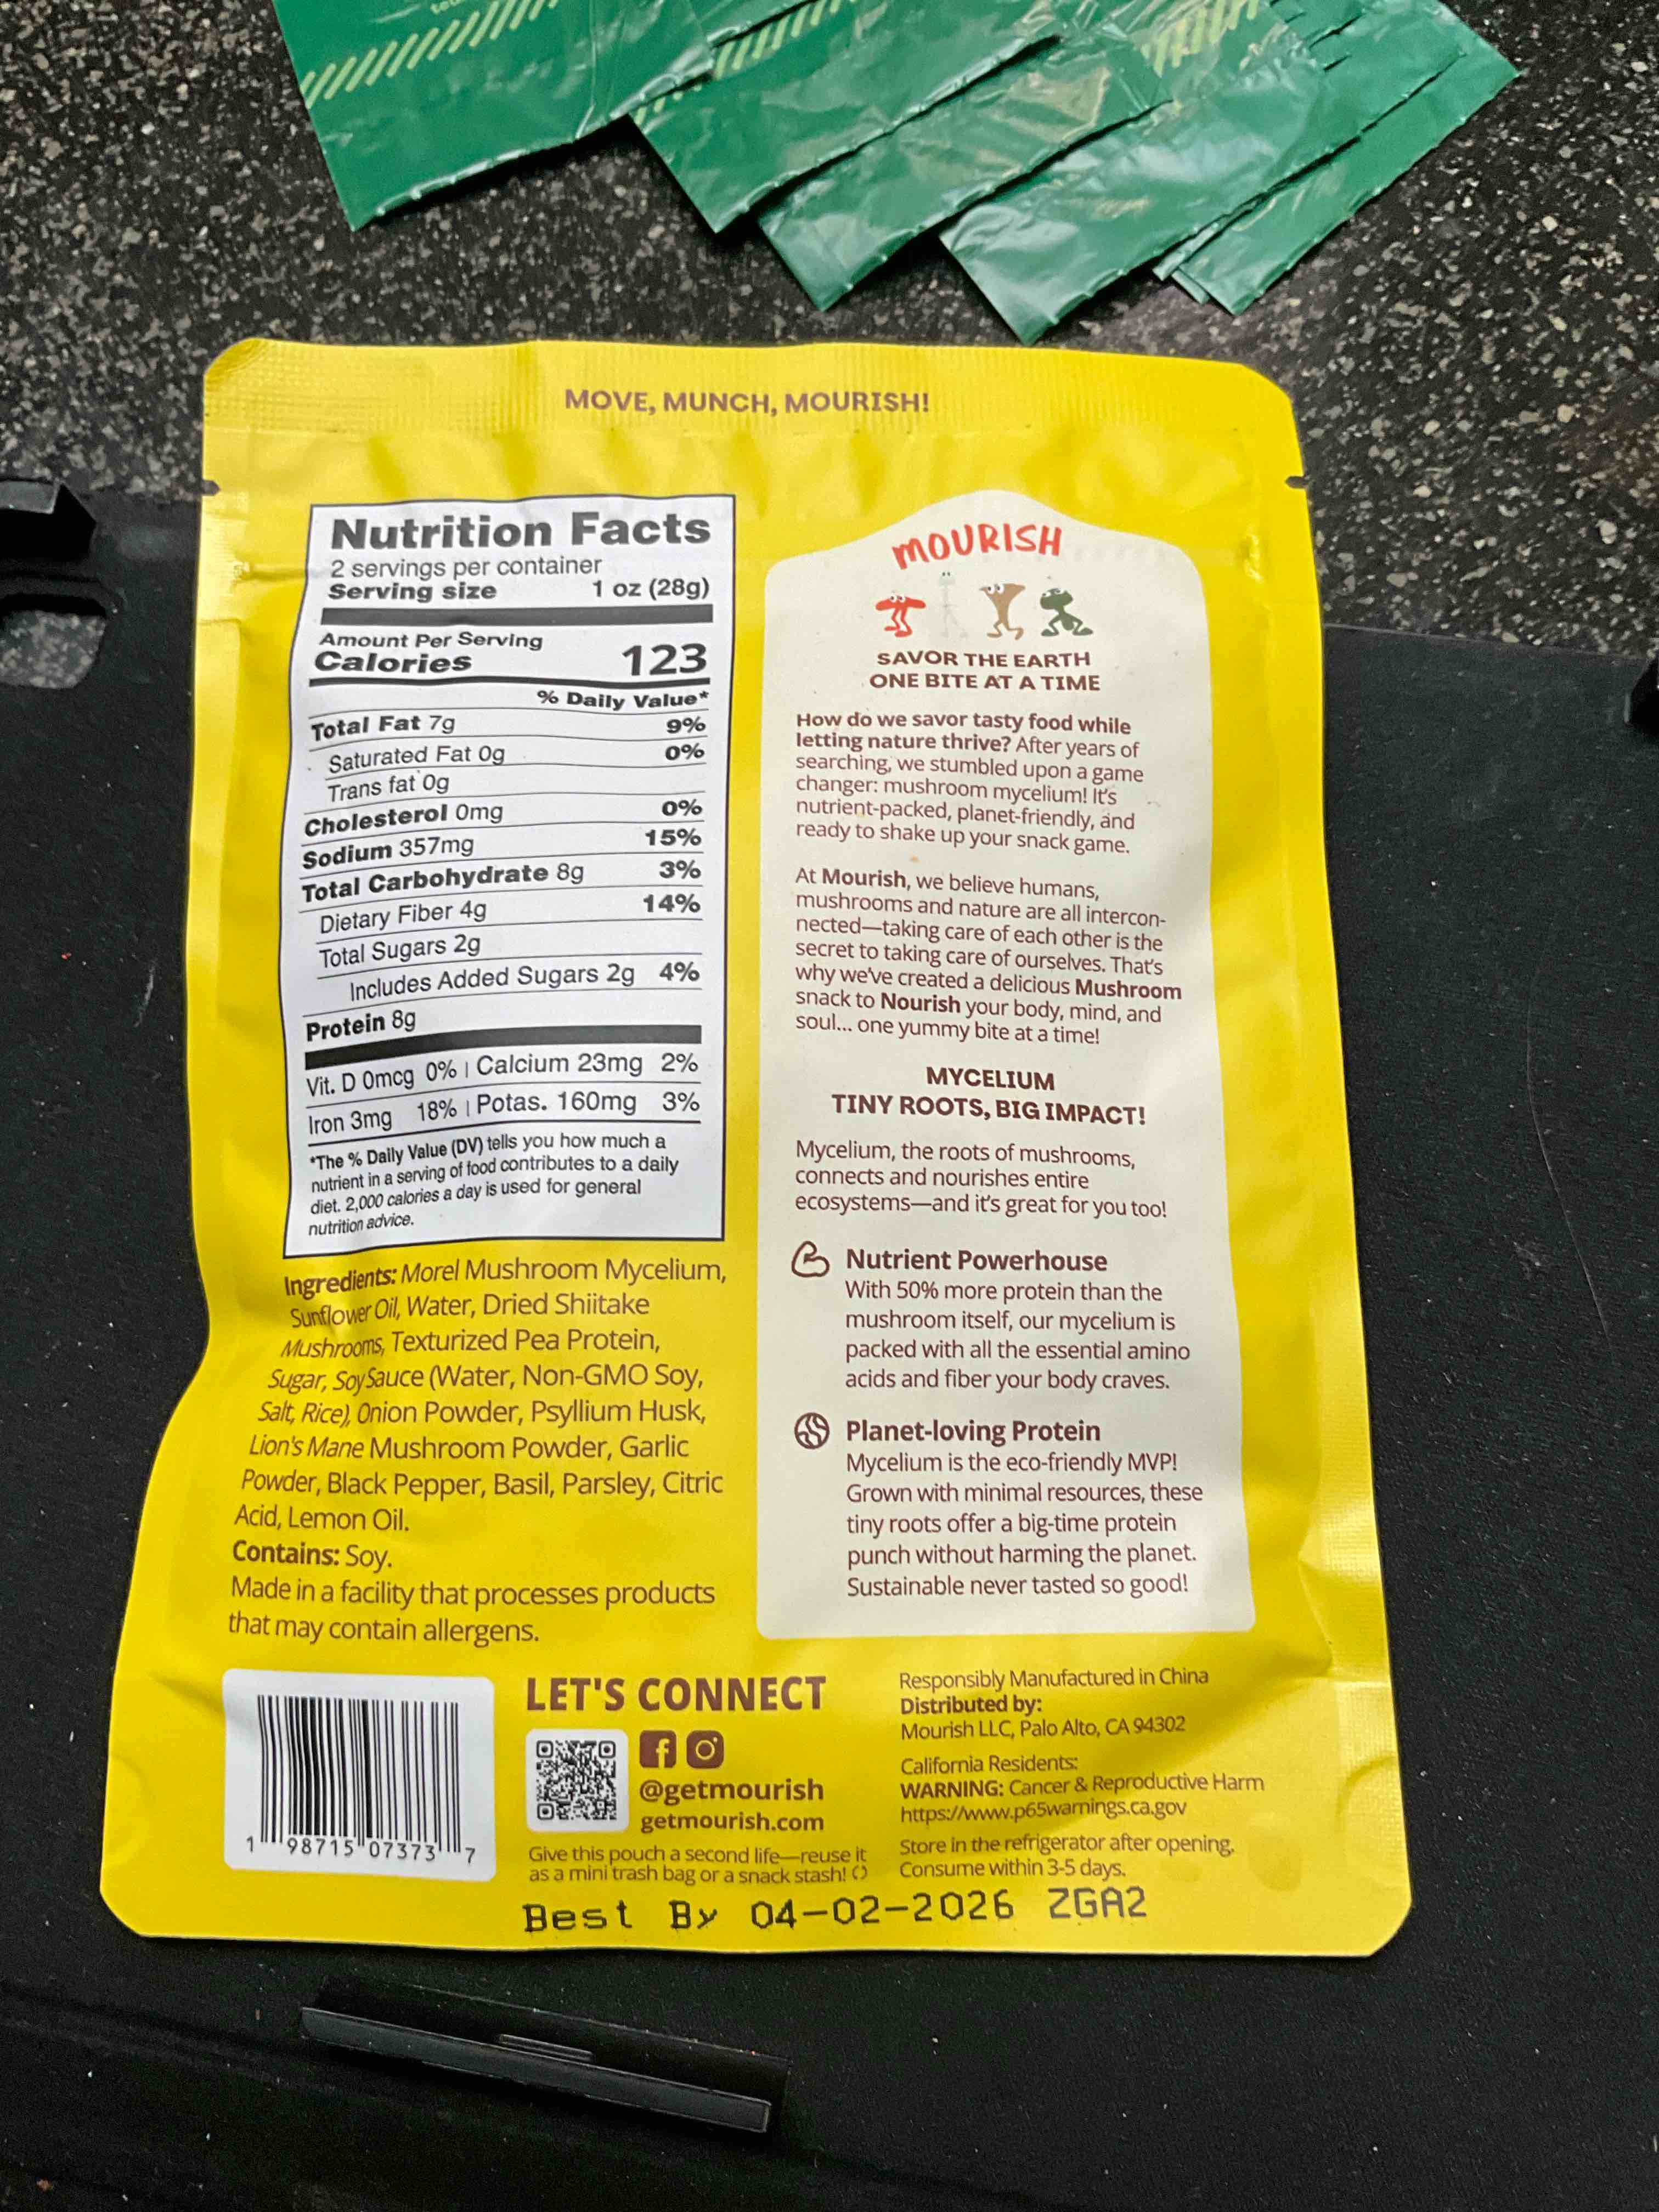 MOVE, MUNCH, MOURISH!
Nutrition Facts
2 servings per container
Serving size 1 oz (28g)
Amount Per Serving
Calories 123
% Daily Value*
Total Fat 7g 9%
Saturated Fat 0g 0%
Trans fat 0g
Cholesterol 0mg 0%
Sodium 357mg 15%
Total Carbohydrate 8g 3%
Dietary Fiber 4g 14%
Total Sugars 2g
Includes Added Sugars 2g 4%
Protein 8g
Vit. D 0mcg 0% | Calcium 23mg 2%
Iron 3mg 18% | Potas. 160mg 3%
*The % Daily Value (DV) tells you how much a
nutrient in a serving of food contributes to a daily
diet. 2,000 calories a day is used for general
nutrition advice.
Ingredients: Morel Mushroom Mycelium,
Sunflower Oil, Water, Dried Shiitake
Mushrooms, Texturized Pea Protein,
Sugar, Soy Sauce (Water, Non-GMO Soy,
Salt, Rice), Onion Powder, Psyllium Husk,
Lion's Mane Mushroom Powder, Garlic
Powder, Black Pepper, Basil, Parsley, Citric
Acid, Lemon Oil.
Contains: Soy.
Made in a facility that processes products
that may contain allergens.
1 98715 07373 7
MOURISH
SAVOR THE EARTH
ONE BITE AT A TIME
How do we savor tasty food while
letting nature thrive? After years of
searching, we stumbled upon a game
changer: mushroom mycelium! It's
nutrient-packed, planet-friendly, and
ready to shake up your snack game.
At Mourish, we believe humans,
mushrooms and nature are all intercon-
nected—taking care of each other is the
secret to taking care of ourselves. That's
why we've created a delicious Mushroom
snack to Nourish your body, mind, and
soul... one yummy bite at a time!
MYCELIUM
TINY ROOTS, BIG IMPACT!
Mycelium, the roots of mushrooms,
connects and nourishes entire
ecosystems—and it's great for you too!
Nutrient Powerhouse
With 50% more protein than the
mushroom itself, our mycelium is
packed with all the essential amino
acids and fiber your body craves.
Planet-loving Protein
Mycelium is the eco-friendly MVP!
Grown with minimal resources, these
tiny roots offer a big-time protein
punch without harming the planet.
Sustainable never tasted so good!
LET'S CONNECT
@getmourish
getmourish.com
Give this pouch a second life—reuse it
as a mini trash bag or a snack stash!
Responsibly Manufactured in China
Distributed by:
Mourish LLC, Palo Alto, CA 94302
California Residents:
WARNING: Cancer & Reproductive Harm
https://www.p65warnings.ca.gov
Store in the refrigerator after opening.
Consume within 3-5 days.
Best By 04-02-2026 ZGA2